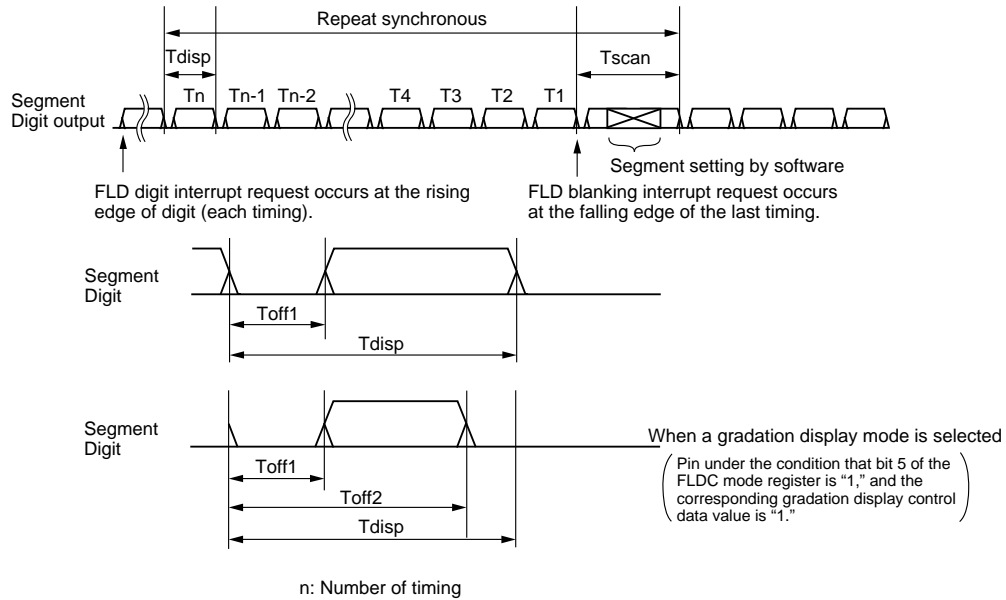 Repeat synchronous
Tdisp
Tscan
Tn
Tn-1
Tn-2
T4
T3
T2
T1
Segment
Digit output
Segment setting by software
FLD digit interrupt request occurs at the rising
edge of digit (each timing).
FLD blanking interrupt request occurs
at the falling edge of the last timing.
Segment
Digit
Toff1
Tdisp
Segment
Digit
Toff1
Toff2
Tdisp
When a gradation display mode is selected
Pin under the condition that bit 5 of the
FLDC mode register is “1,” and the
corresponding gradation display control
data value is “1.”
n: Number of timing